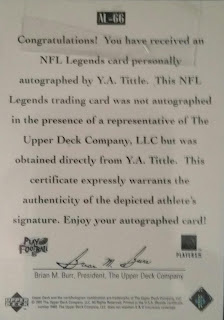 AL-66
Congratulations! You have received an
NFL Legends card personally
autographed by Y.A. Tittle. This NFL
Legends trading card was not autographed
in the presence of a representative of The
Upper Deck Company, LLC but was
obtained directly from Y.A. Tittle. This
certificate expressly warrants the
authenticity of the depicted athlete's
signature. Enjoy your autographed card!
PLAY FOOTBALL
PLAYERS
Brian M. Burr, President, The Upper Deck Company